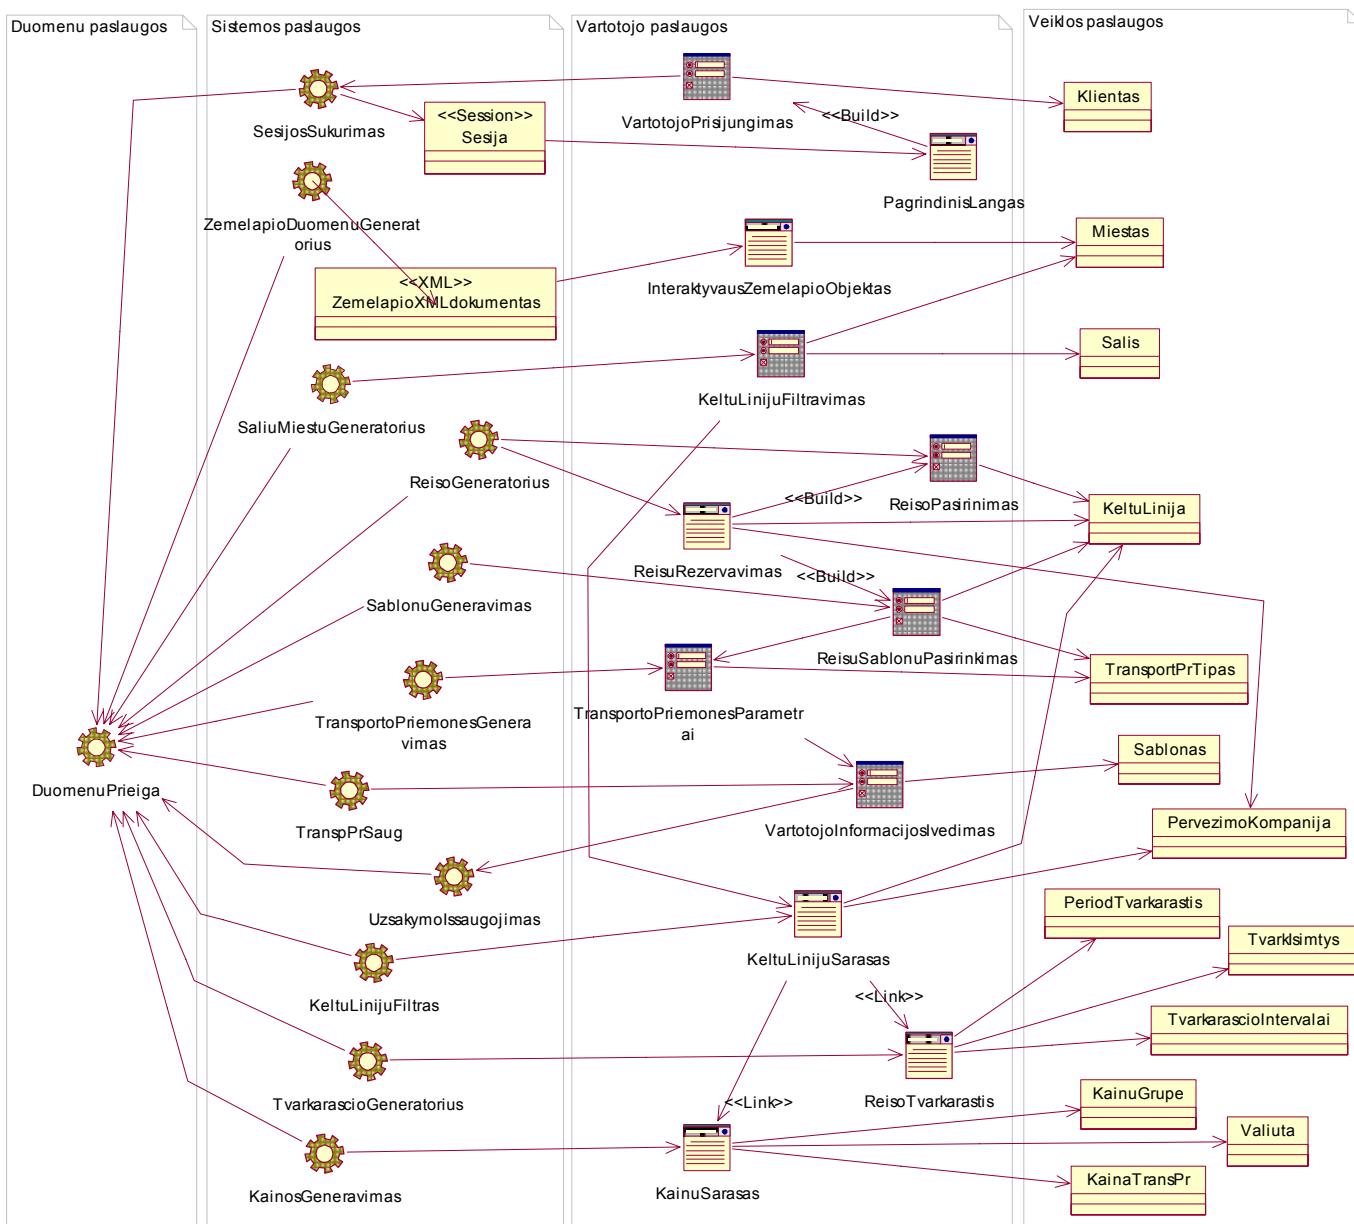 Duomenu paslaugos
Sistemos paslaugos
Vartotojo paslaugos
Veiklos paslaugos
SesijosSukurimas
<<Session>>
Sesija
VartotojoPrisijungimas
<<Build>>
Klientas
PagrindinisLangas
ZemelapioDuomenuGenerat
orius
<<XML>>
ZemelapioXMLdokumentas
InteraktyvausZemelapioObjektas
Miestas
Salis
KeltuLinijuFiltravimas
SaliuMiestuGeneratorius
ReisoGeneratorius
<<Build>>
ReisoPasirinimas
KeltuLinija
ReisuRezervavimas
<<Build>>
SablonuGeneravimas
ReisuSablonuPasirinkimas
TransportPrTipas
TransportoPriemonesGenera
vimas
TransportoPriemonesParametr
ai
Sablonas
DuomenuPrieiga
TranspPrSaug
VartotojoInformacijosIvedimas
PervezimoKompanija
UzsakymoIssaugojimas
PeriodTvarkarastis
TvarkIsimtys
KeltuLinijuSarasas
KeltuLinijuFiltras
<<Link>>
TvarkarascioIntervalai
TvarkarascioGeneratorius
ReisoTvarkarastis
<<Link>>
KainuGrupe
Valiuta
KainosGeneravimas
KainuSarasas
KainaTransPr